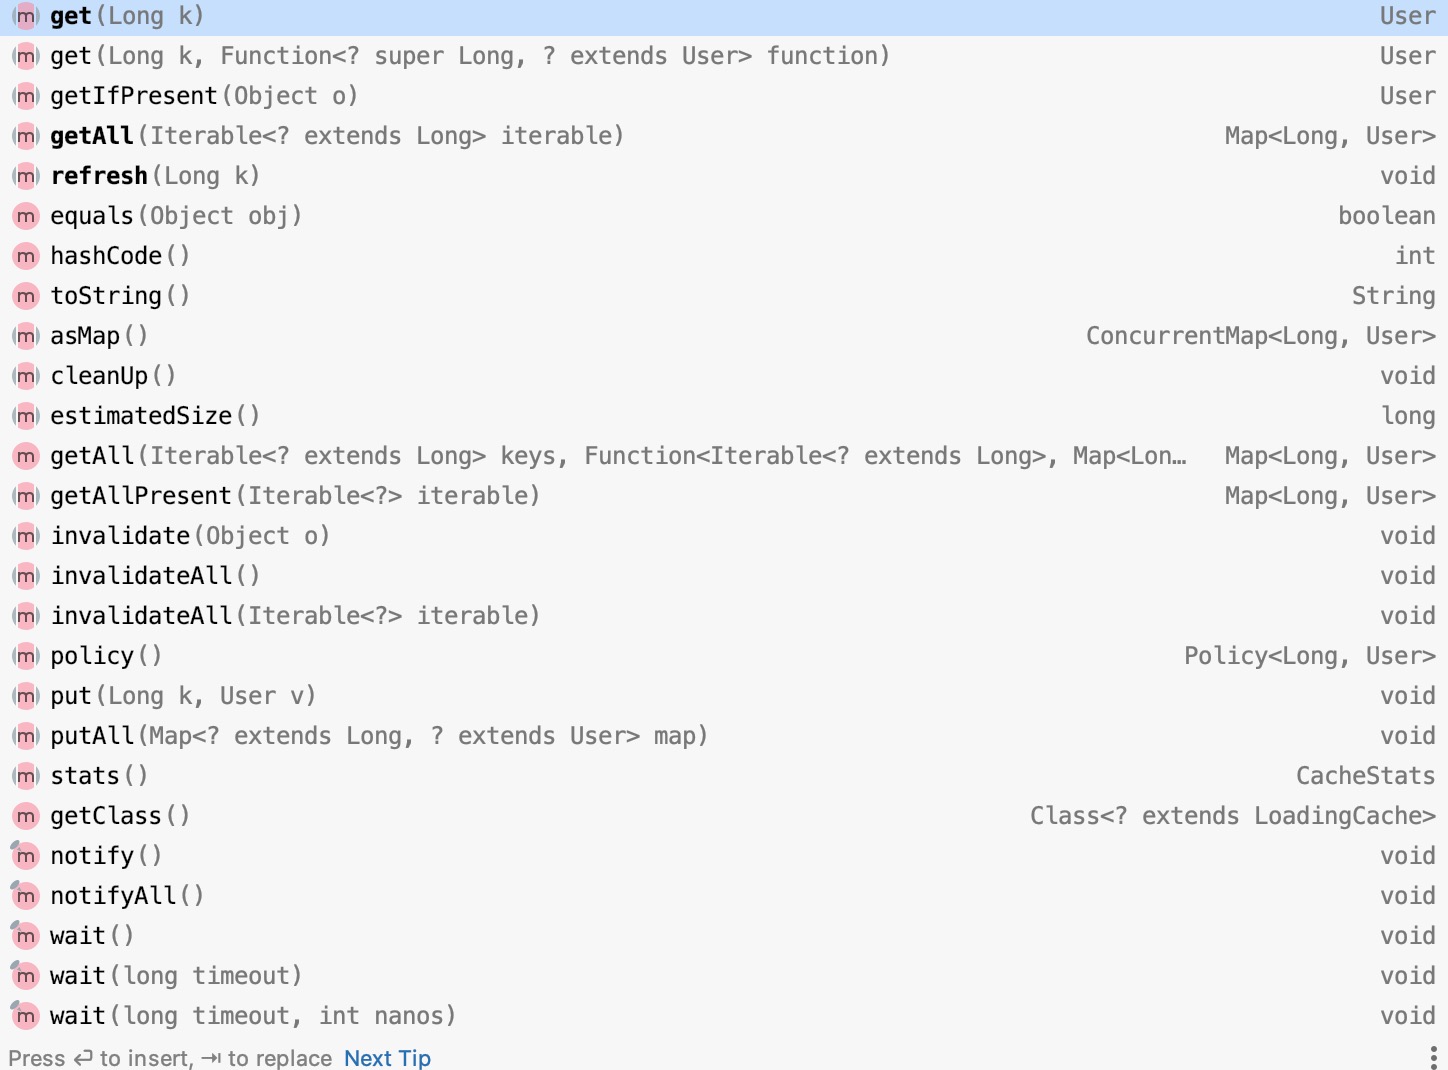 m get(Long k) User
m get(Long k, Function<? super Long, ? extends User> function) User
m getIfPresent(Object o) User
m getAll(Iterable<? extends Long> iterable) Map<Long, User>
m refresh(Long k) void
m equals(Object obj) boolean
m hashCode() int
m toString() String
m asMap() ConcurrentMap<Long, User>
m cleanUp() void
m estimatedSize() long
m getAll(Iterable<? extends Long> keys, Function<Iterable<? extends Long>, Map<Lon… Map<Long, User>
m getAllPresent(Iterable<?> iterable) Map<Long, User>
m invalidate(Object o) void
m invalidateAll() void
m invalidateAll(Iterable<?> iterable) void
m policy() Policy<Long, User>
m put(Long k, User v) void
m putAll(Map<? extends Long, ? extends User> map) void
m stats() CacheStats
m getClass() Class<? extends LoadingCache>
m notify() void
m notifyAll() void
m wait() void
m wait(long timeout) void
m wait(long timeout, int nanos) void
Press ↩ to insert, ⇥ to replace Next Tip